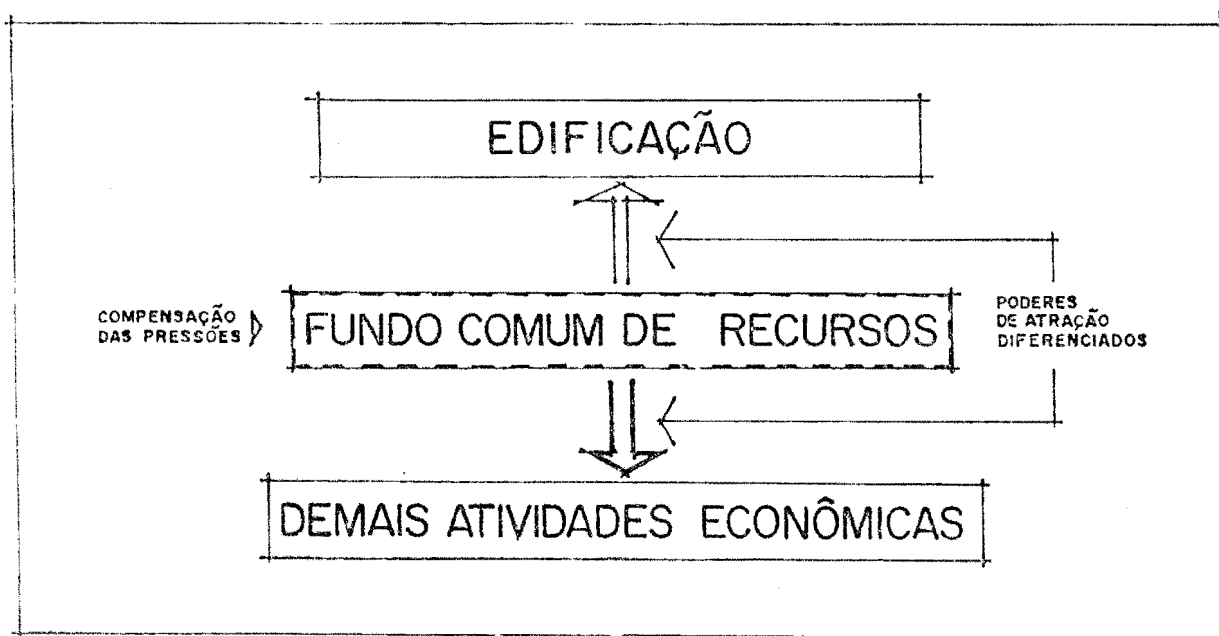 EDIFICAÇÃO
COMPENSAÇÃO
DAS PRESSÕES
FUNDO COMUM DE RECURSOS
PODERES
DE ATRAÇÃO
DIFERENCIADOS
DEMAIS ATIVIDADES ECONÔMICAS